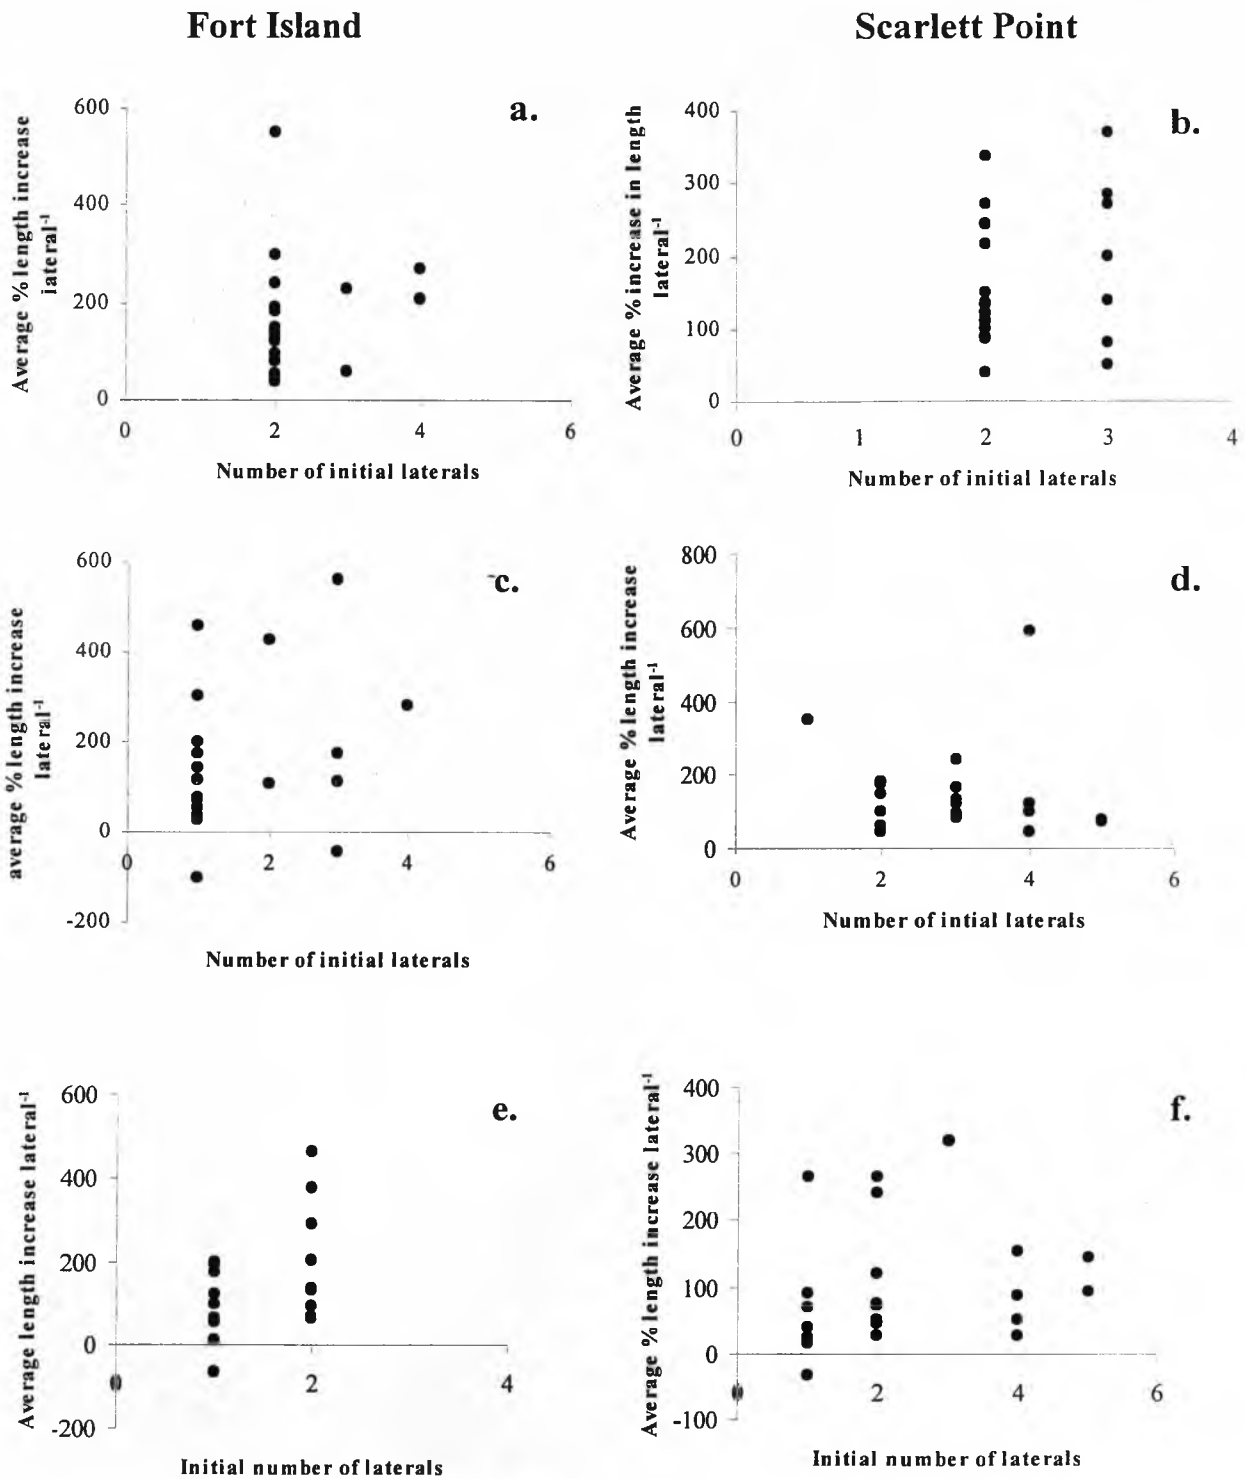 Fort Island
Scarlett Point
a.
600
400
200
0
0 2 4 6
Average % length increase
lateral-1
Number of initial laterals
b.
400
300
200
100
0
0 1 2 3 4
Average % increase in length
lateral-1
Number of initial laterals
c.
600
400
200
0
-200
0 2 4 6
average % length increase
lateral-1
Number of initial laterals
d.
800
600
400
200
0
0 2 4 6
Average % length increase
lateral-1
Number of intial laterals
e.
600
400
200
0
-200
0 2 4
Average length increase lateral-1
Initial number of laterals
f.
400
300
200
100
0
-100
0 2 4 6
Average % length increase lateral-1
Initial number of laterals